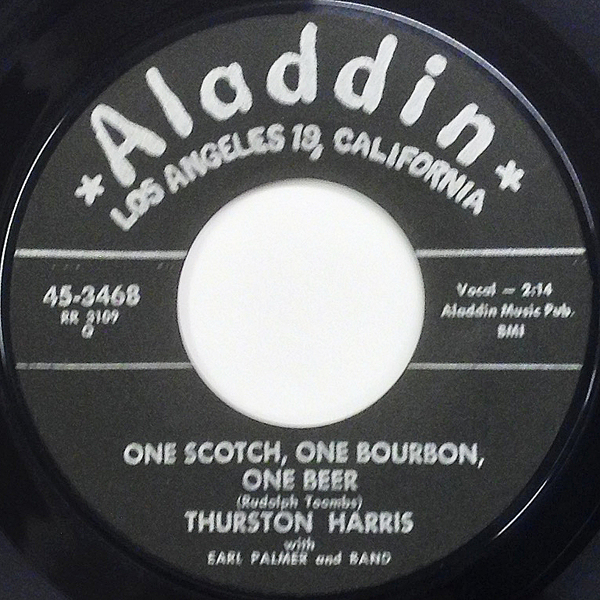 *Aladdin*
LOS ANGELES 19, CALIFORNIA
45-3468
RR 3109
G
Vocal — 2:14
Aladdin Music Pub.
BMI
ONE SCOTCH, ONE BOURBON,
ONE BEER
(Rudolph Toombs)
THURSTON HARRIS
with
EARL PALMER and BAND